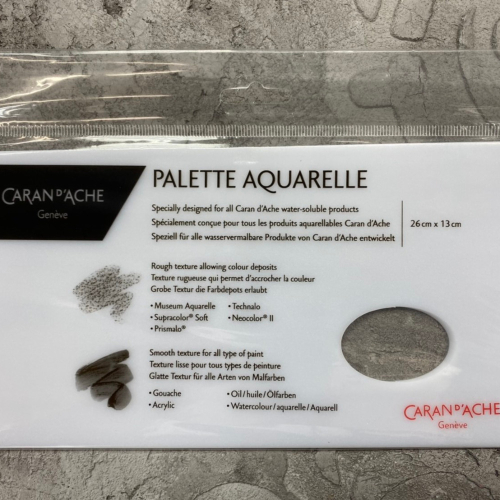 CARAN D'ACHE
Genève
PALETTE AQUARELLE
Specially designed for all Caran d'Ache water-soluble products
Spécialement conçue pour tous les produits aquarellables Caran d'Ache
Speziell für alle wasservermalbare Produkte von Caran d'Ache entwickelt
26 cm x 13 cm
Rough texture allowing colour deposits
Texture rugueuse qui permet d'accrocher la couleur
Grobe Textur die Farbdepots erlaubt
• Museum Aquarelle • Technalo
• Supracolor® Soft • Neocolor® II
• Prismalo®
Smooth texture for all type of paint
Texture lisse pour tous types de peinture
Glatte Textur für alle Arten von Malfarben
• Gouache • Oil / huile / Ölfarben
• Acrylic • Watercolour / aquarelle / Aquarell
CARAN D'ACHE
Genève